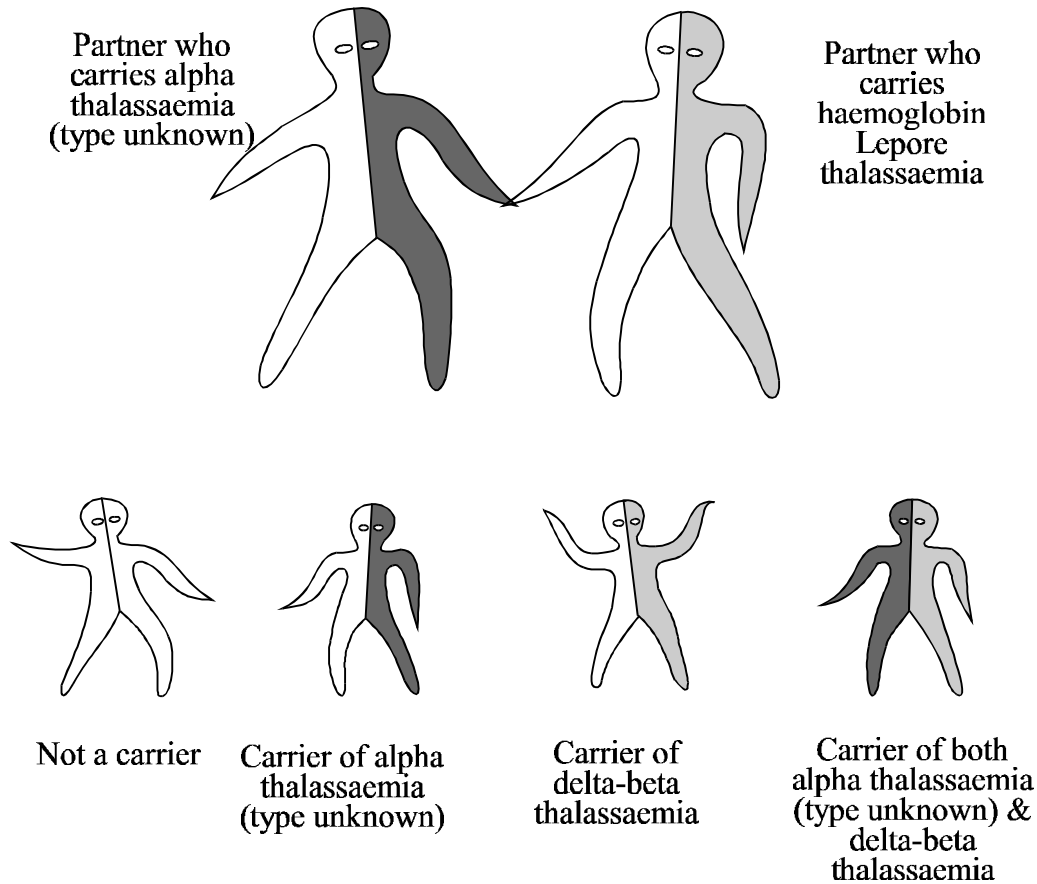 Partner who
carries alpha
thalassaemia
(type unknown)
Partner who
carries
haemoglobin
Lepore
thalassaemia
Not a carrier
Carrier of alpha
thalassaemia
(type unknown)
Carrier of
delta-beta
thalassaemia
Carrier of both
alpha thalassaemia
(type unknown) &
delta-beta
thalassaemia